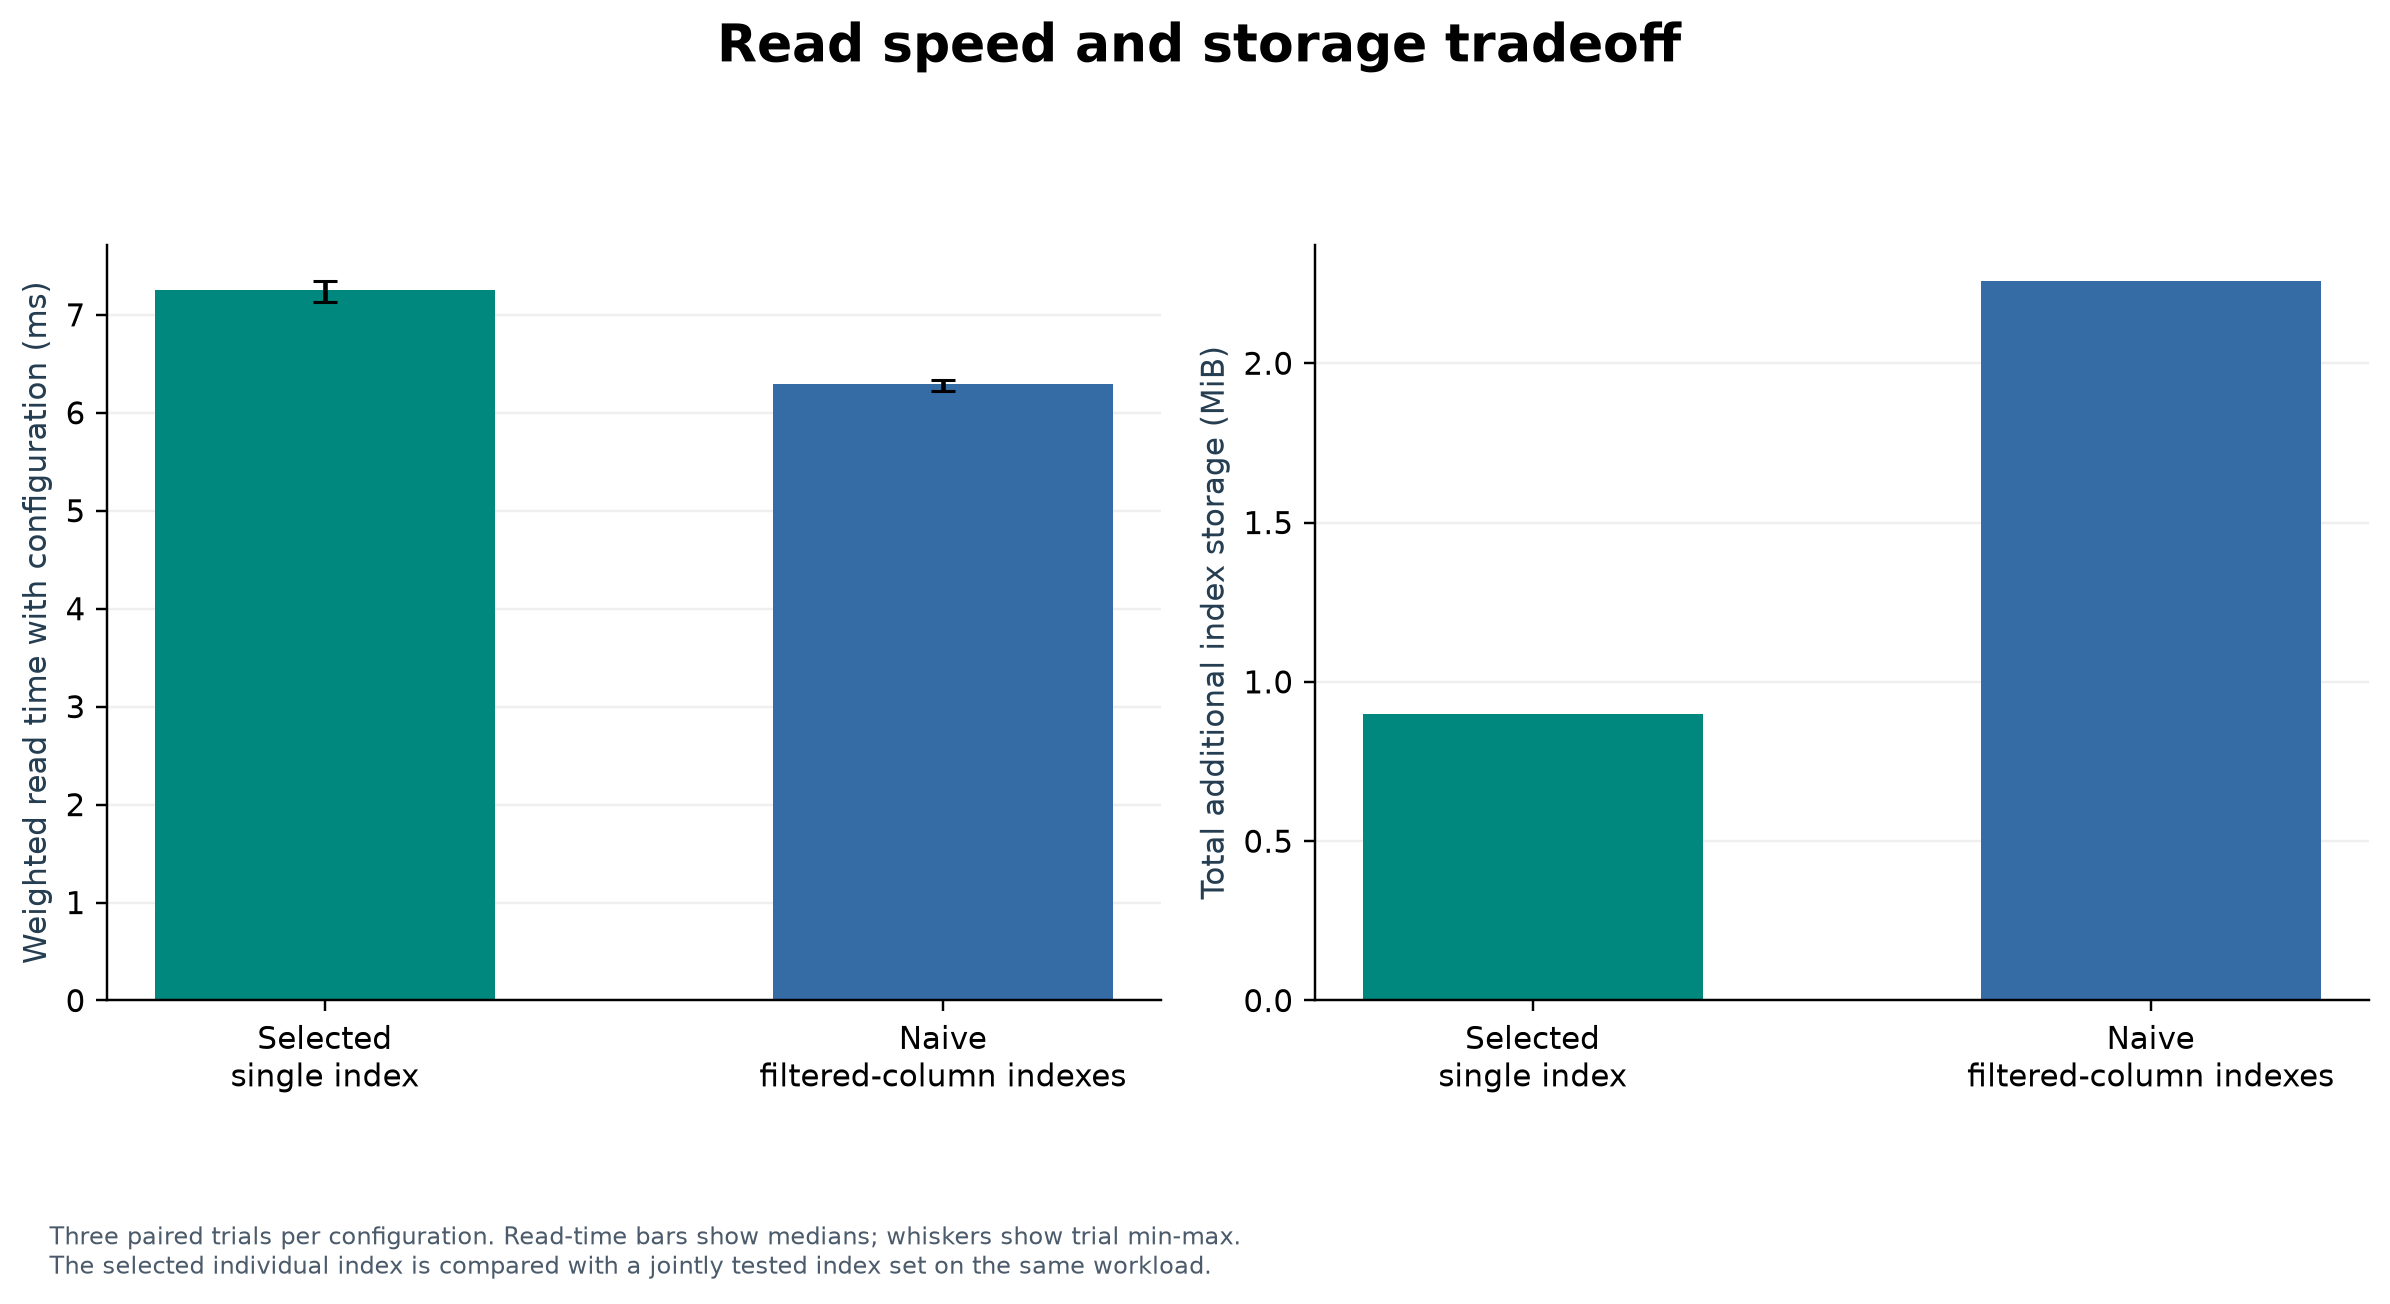 Read speed and storage tradeoff
Weighted read time with configuration (ms)
7
6
5
4
3
2
1
0
Selected
single index
Naive
filtered-column indexes
Total additional index storage (MiB)
2.0
1.5
1.0
0.5
0.0
Selected
single index
Naive
filtered-column indexes
Three paired trials per configuration. Read-time bars show medians; whiskers show trial min-max.
The selected individual index is compared with a jointly tested index set on the same workload.